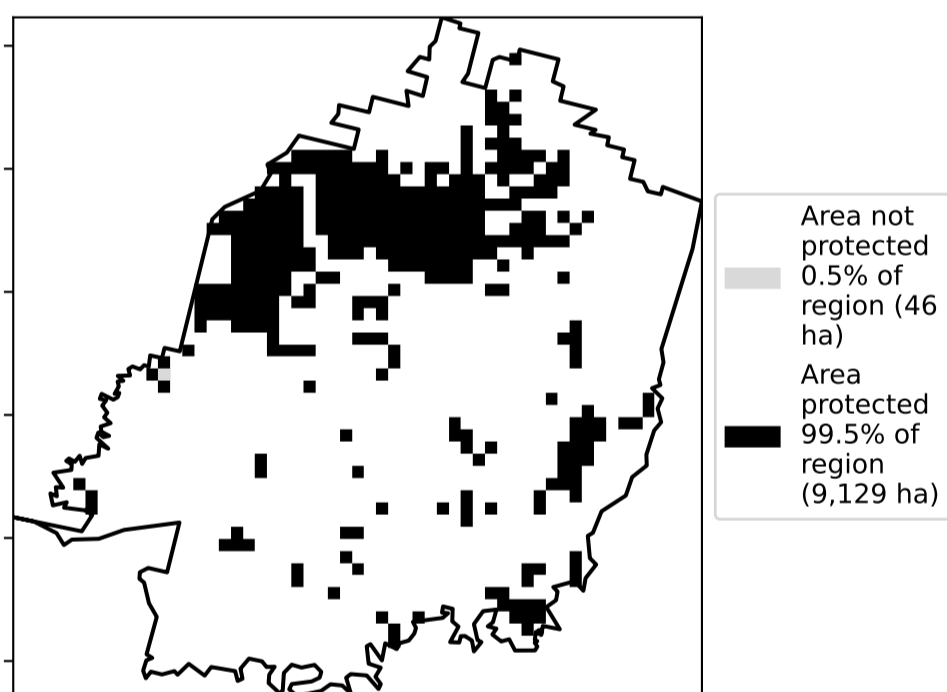 Area not
protected
0.5% of
region (46
ha)
Area
protected
99.5% of
region
(9,129 ha)